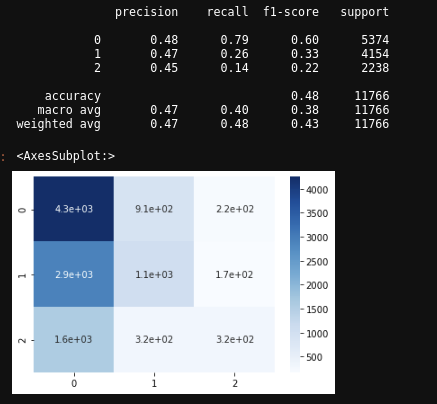 precision recall f1-score support
0 0.48 0.79 0.60 5374
1 0.47 0.26 0.33 4154
2 0.45 0.14 0.22 2238
accuracy 0.48 11766
macro avg 0.47 0.40 0.38 11766
weighted avg 0.47 0.48 0.43 11766
: <AxesSubplot:>
0 4.3e+03 9.1e+02 2.2e+02
1 2.9e+03 1.1e+03 1.7e+02
2 1.6e+03 3.2e+02 3.2e+02
0 1 2
4000
3500
3000
2500
2000
1500
1000
500